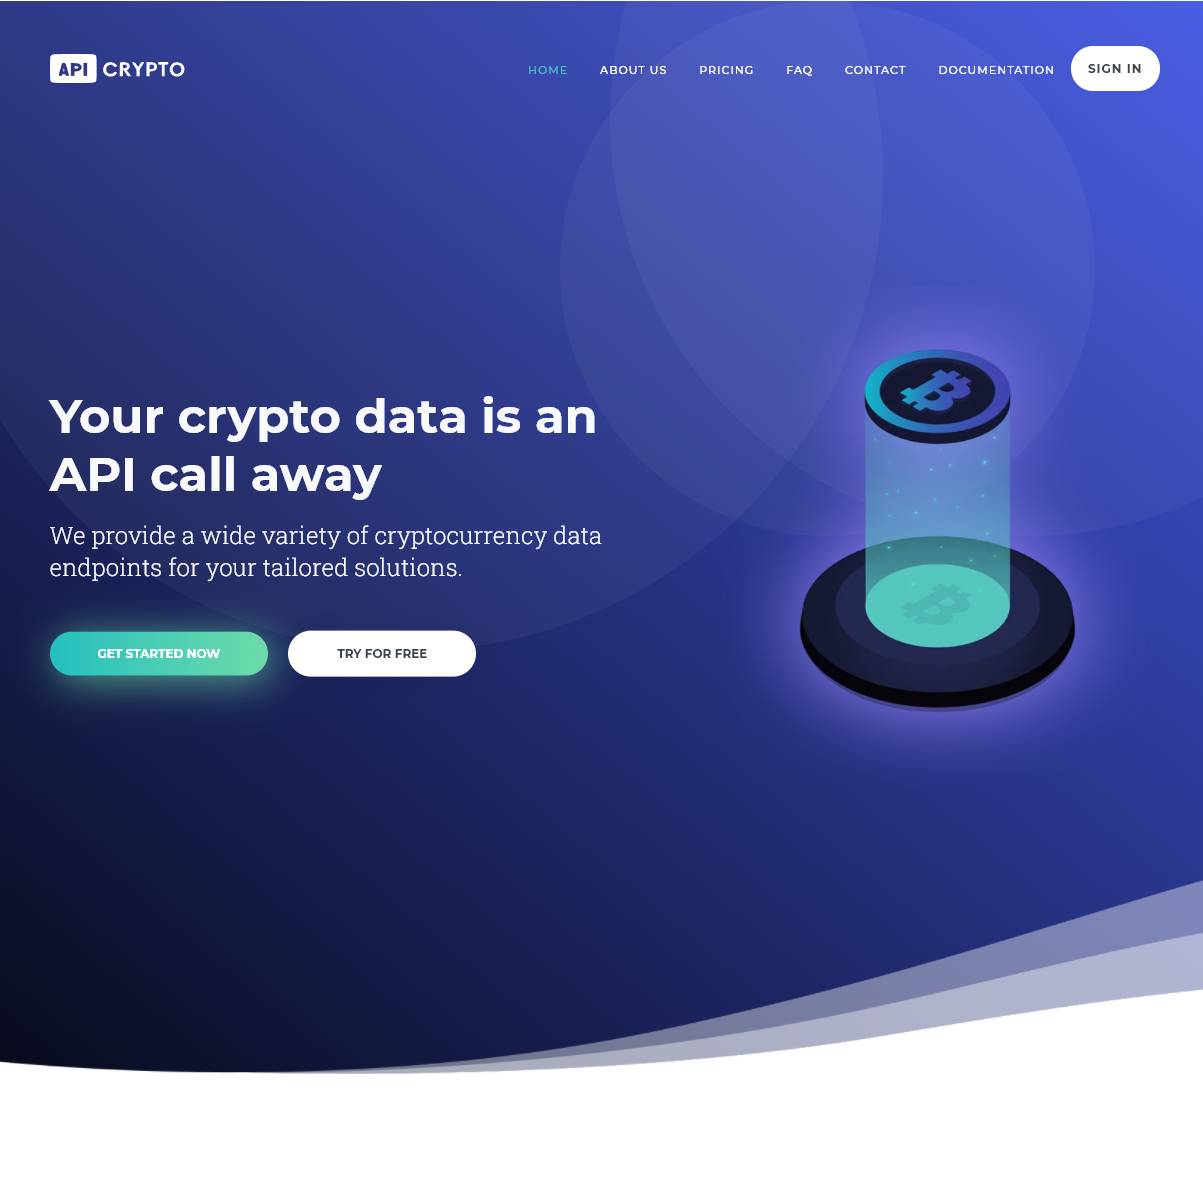 API CRYPTO
HOME ABOUT US PRICING FAQ CONTACT DOCUMENTATION SIGN IN
Your crypto data is an
API call away
We provide a wide variety of cryptocurrency data
endpoints for your tailored solutions.
GET STARTED NOW TRY FOR FREE